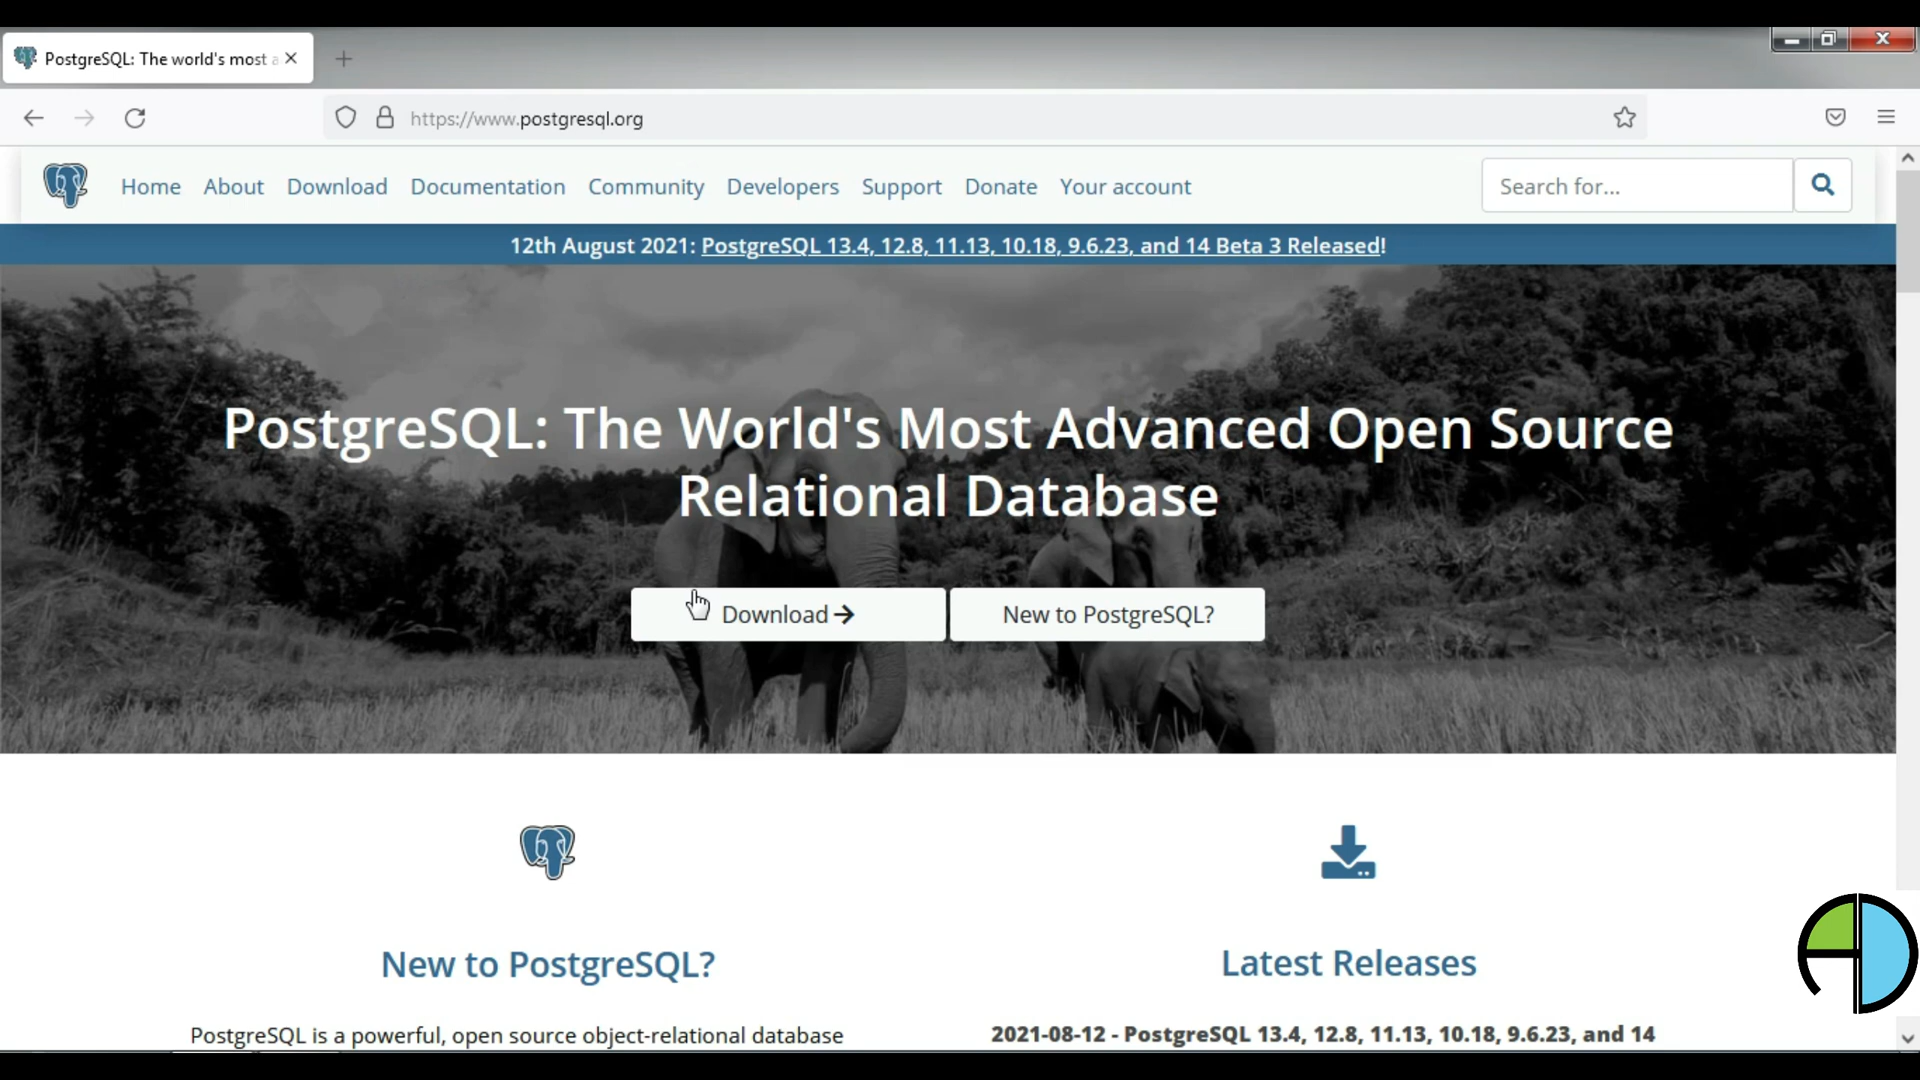 PostgreSQL: The world's most a
https://www.postgresql.org
Home About Download Documentation Community Developers Support Donate Your account
Search for...
12th August 2021: PostgreSQL 13.4, 12.8, 11.13, 10.18, 9.6.23, and 14 Beta 3 Released!
PostgreSQL: The World's Most Advanced Open Source
Relational Database
Download
New to PostgreSQL?
New to PostgreSQL?
PostgreSQL is a powerful, open source object-relational database
Latest Releases
2021-08-12 - PostgreSQL 13.4, 12.8, 11.13, 10.18, 9.6.23, and 14